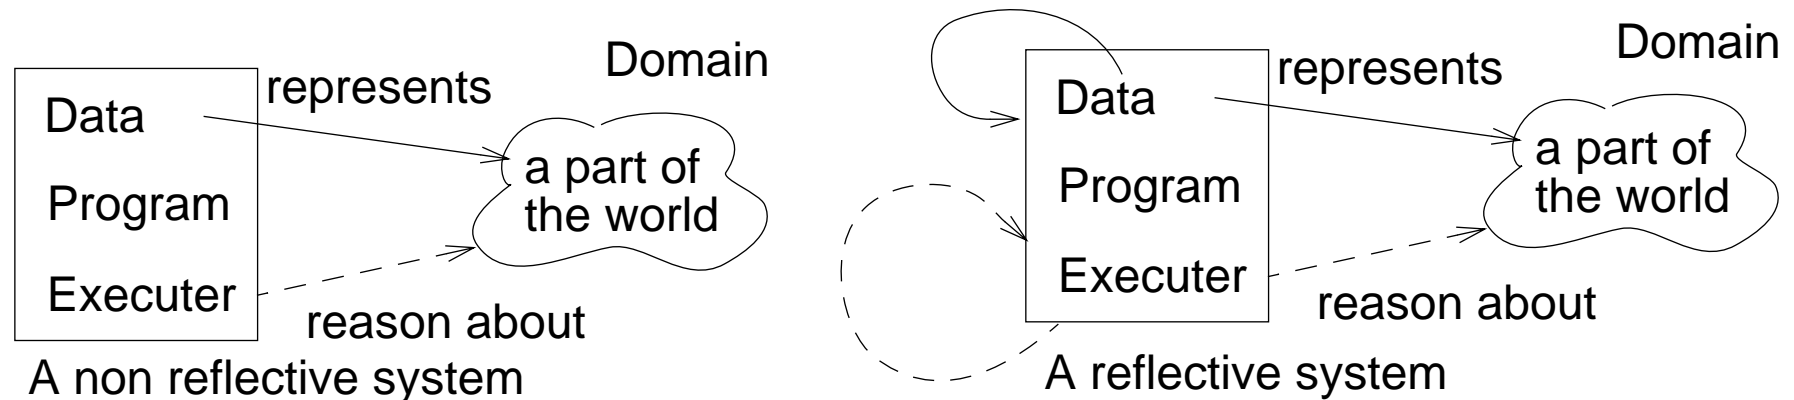 Domain
represents
Data
a part of
the world
Program
Executer
reason about
A non reflective system
Domain
represents
Data
a part of
the world
Program
Executer
reason about
A reflective system